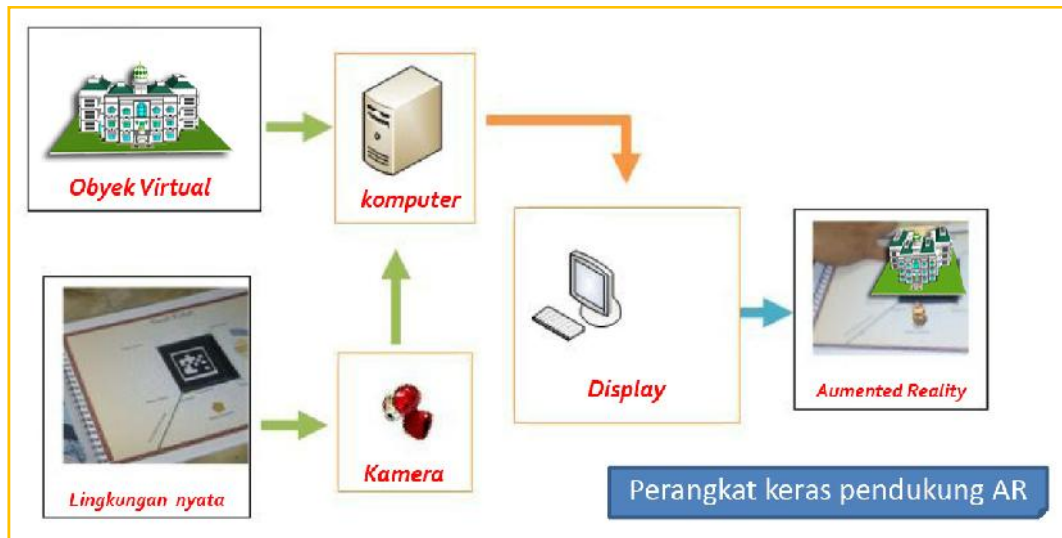 Obyek Virtual
komputer
Lingkungan nyata
Kamera
Display
Aumented Reality
Perangkat keras pendukung AR